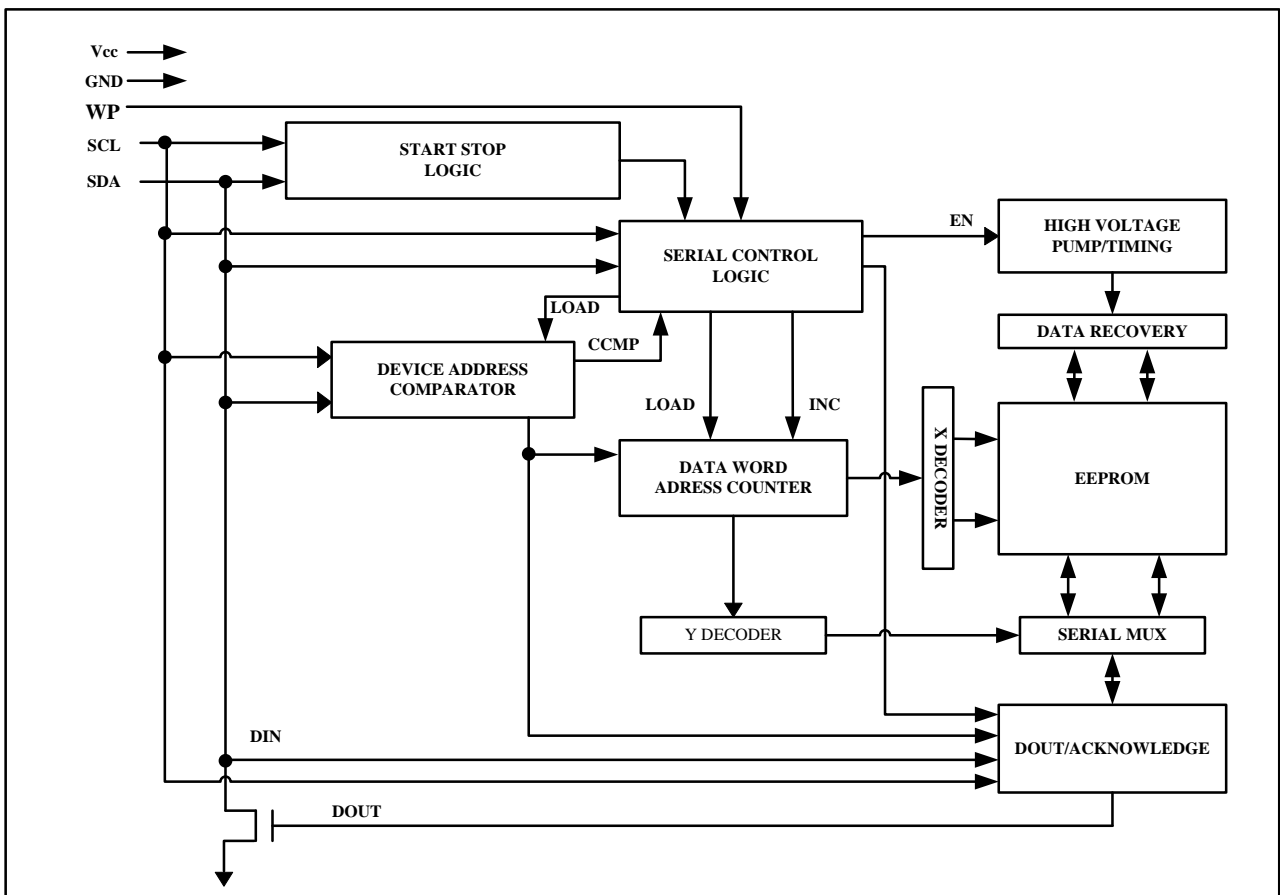 Vcc
GND
WP
SCL
SDA
START STOP
LOGIC
SERIAL CONTROL
LOGIC
EN
HIGH VOLTAGE
PUMP/TIMING
LOAD
CCMP
DATA RECOVERY
DEVICE ADDRESS
COMPARATOR
LOAD
INC
X DECODER
EEPROM
DATA WORD
ADRESS COUNTER
Y DECODER
SERIAL MUX
DIN
DOUT/ACKNOWLEDGE
DOUT